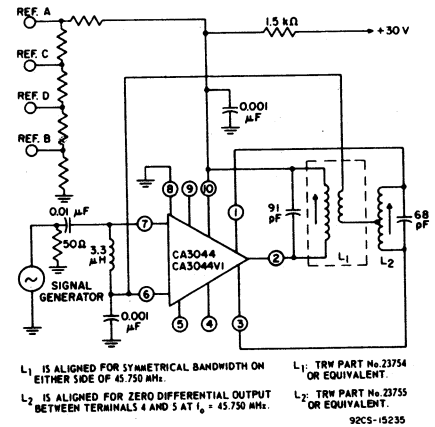 REF. A
1.5 kΩ
+30 V
REF. C
REF. D
0.001
μF
REF. B
8
9
10
1
0.01 μF
7
91
pF
68
pF
50Ω
3.3
μH
CA3044
CA3044V1
2
L1
L2
SIGNAL
GENERATOR
6
0.001
μF
5
4
3
L1 IS ALIGNED FOR SYMMETRICAL BANDWIDTH ON
EITHER SIDE OF 45.750 MHz.
L1: TRW PART No.23754
OR EQUIVALENT.
L2 IS ALIGNED FOR ZERO DIFFERENTIAL OUTPUT
BETWEEN TERMINALS 4 AND 5 AT fo = 45.750 MHz.
L2: TRW PART No.23755
OR EQUIVALENT.
92CS-15235